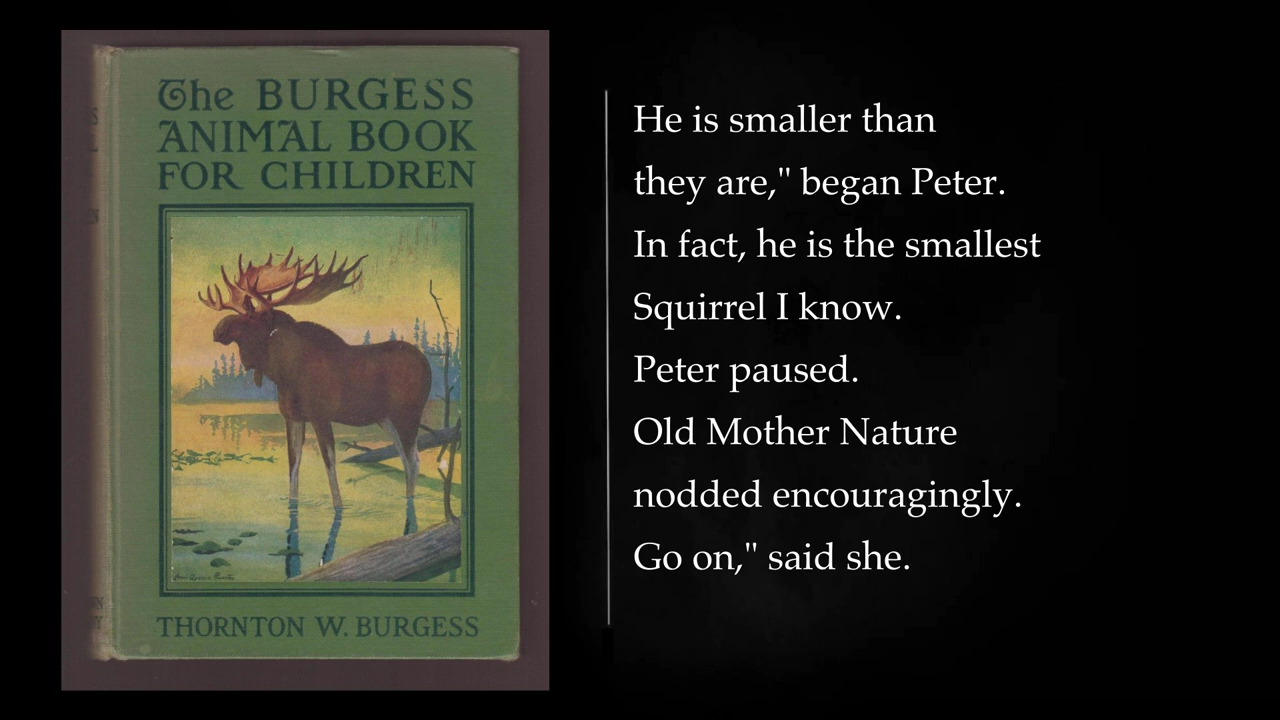 The BURGESS
ANIMAL BOOK
FOR CHILDREN
THORNTON W. BURGESS
He is smaller than
they are," began Peter.
In fact, he is the smallest
Squirrel I know.
Peter paused.
Old Mother Nature
nodded encouragingly.
Go on," said she.